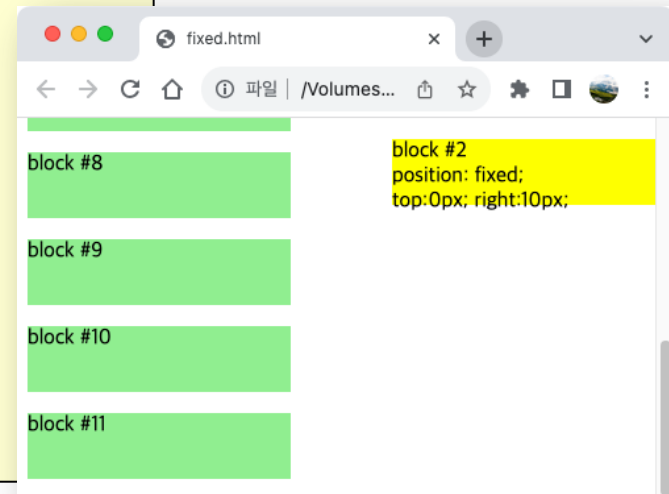 fixed.html
파일 /Volumes...
block #8
block #2
position: fixed;
top:0px; right:10px;
block #9
block #10
block #11